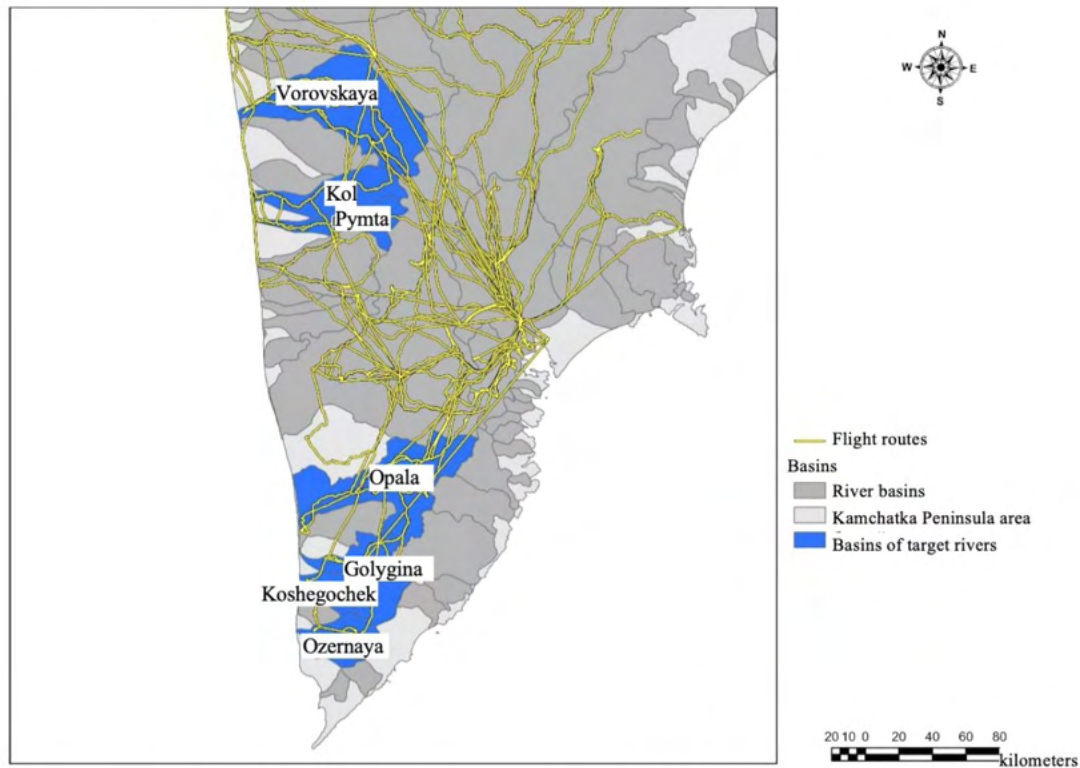 N
W
E
S
Vorovskaya
Kol
Pymta
Opala
Golygina
Koshegochek
Ozernaya
Flight routes
Basins
River basins
Kamchatka Peninsula area
Basins of target rivers
20 10 0 20 40 60 80
kilometers